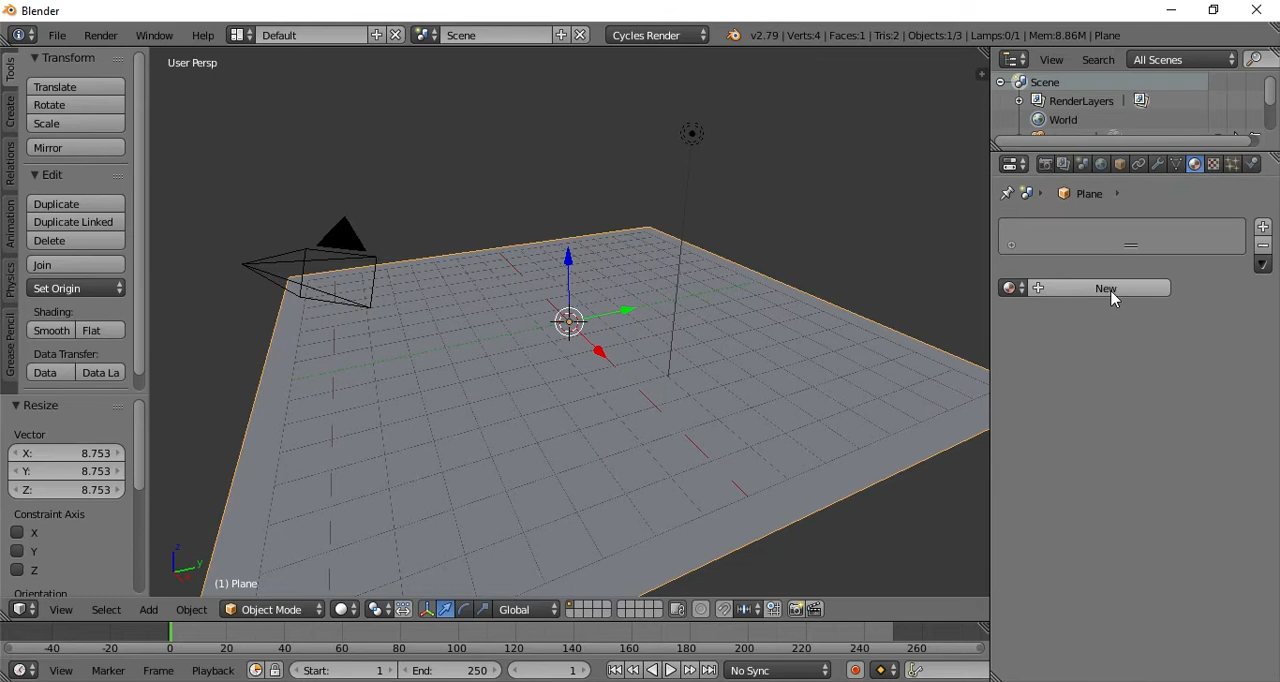 Blender
File Render Window Help Default Scene Cycles Render v2.79 | Verts:4 | Faces:1 | Tris:2 | Objects:1/3 | Lamps:0/1 | Mem:8.86M | Plane
Tools
Create
Relations
Animation
Physics
Grease Pencil
Transform
Translate
Rotate
Scale
Mirror
Edit
Duplicate
Duplicate Linked
Delete
Join
Set Origin
Shading:
Smooth Flat
Data Transfer:
Data Data La
Resize
Vector
X: 8.753
Y: 8.753
Z: 8.753
Constraint Axis
X
Y
Z
Orientation
User Persp
z
y
(1) Plane
View Search All Scenes
Scene
RenderLayers
World
Plane
New
View Select Add Object Object Mode Global
-40 -20 0 20 40 60 80 100 120 140 160 180 200 220 240 260
View Marker Frame Playback Start: 1 End: 250 1 No Sync